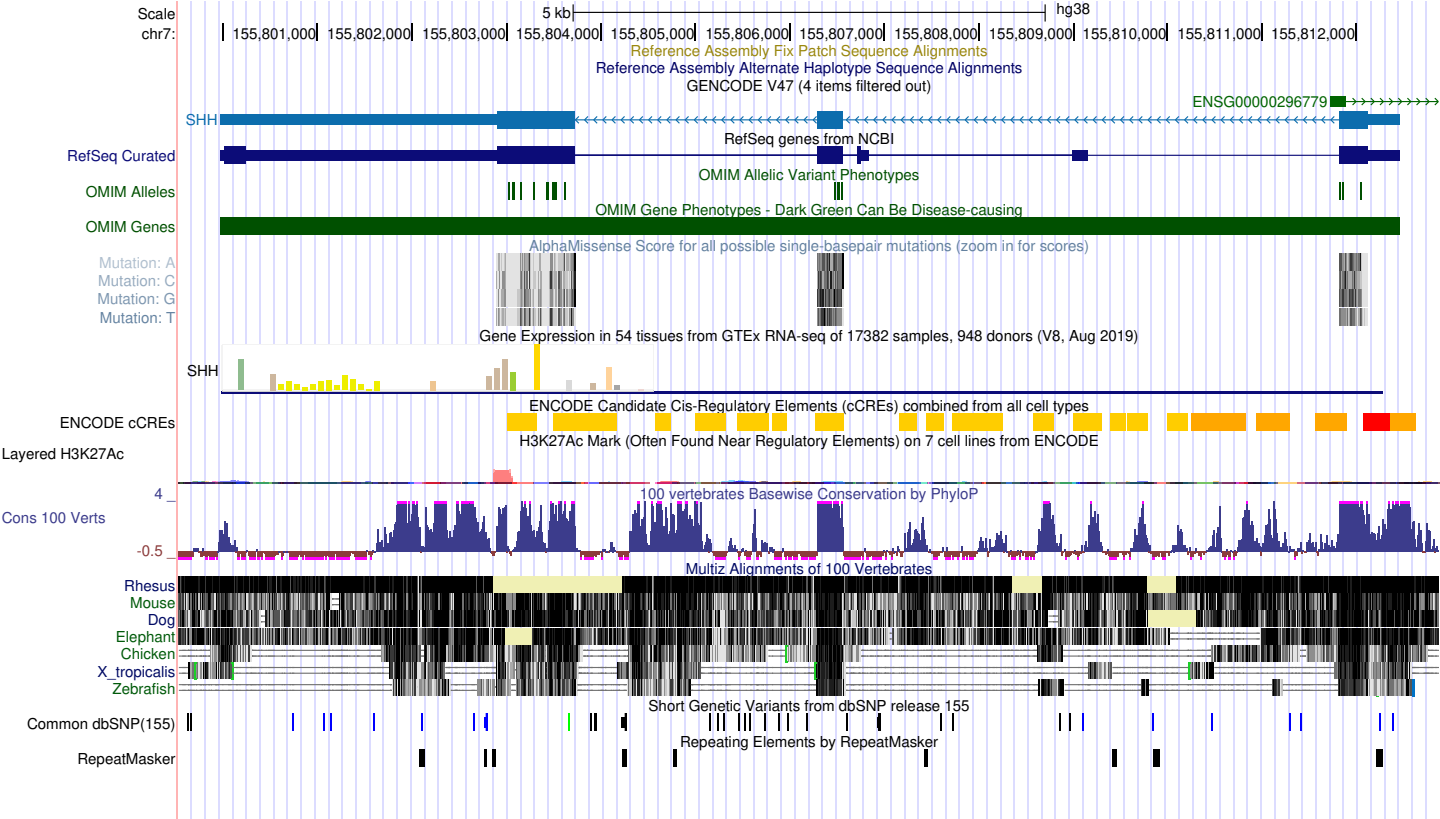 Scale 5 kb hg38
chr7: 155,801,000 155,802,000 155,803,000 155,804,000 155,805,000 155,806,000 155,807,000 155,808,000 155,809,000 155,810,000 155,811,000 155,812,000
Reference Assembly Fix Patch Sequence Alignments
Reference Assembly Alternate Haplotype Sequence Alignments
GENCODE V47 (4 items filtered out)
ENSG00000296779
SHH
RefSeq genes from NCBI
RefSeq Curated
OMIM Allelic Variant Phenotypes
OMIM Alleles
OMIM Gene Phenotypes - Dark Green Can Be Disease-causing
OMIM Genes
AlphaMissense Score for all possible single-basepair mutations (zoom in for scores)
Mutation: A
Mutation: C
Mutation: G
Mutation: T
Gene Expression in 54 tissues from GTEx RNA-seq of 17382 samples, 948 donors (V8, Aug 2019)
SHH
ENCODE Candidate Cis-Regulatory Elements (cCREs) combined from all cell types
ENCODE cCREs
H3K27Ac Mark (Often Found Near Regulatory Elements) on 7 cell lines from ENCODE
Layered H3K27Ac
100 vertebrates Basewise Conservation by PhyloP
4 _
Cons 100 Verts
-0.5 _
Multiz Alignments of 100 Vertebrates
Rhesus
Mouse
Dog
Elephant
Chicken
X_tropicalis
Zebrafish
Short Genetic Variants from dbSNP release 155
Common dbSNP(155)
Repeating Elements by RepeatMasker
RepeatMasker